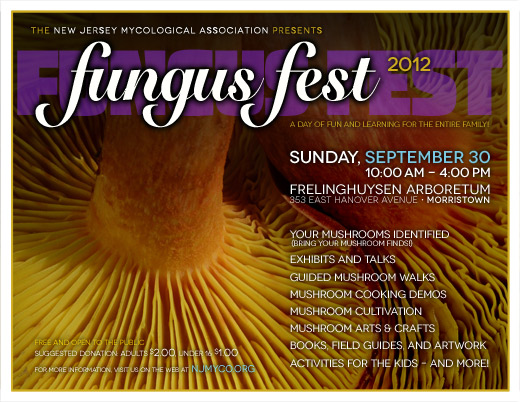 THE NEW JERSEY MYCOLOGICAL ASSOCIATION PRESENTS
FUNGUS FEST
fungus fest 2012
A DAY OF FUN AND LEARNING FOR THE ENTIRE FAMILY!
SUNDAY, SEPTEMBER 30
10:00 AM – 4:00 PM
FRELINGHUYSEN ARBORETUM
353 EAST HANOVER AVENUE • MORRISTOWN
YOUR MUSHROOMS IDENTIFIED
(BRING YOUR MUSHROOM FINDS!)
EXHIBITS AND TALKS
GUIDED MUSHROOM WALKS
MUSHROOM COOKING DEMOS
MUSHROOM CULTIVATION
MUSHROOM ARTS & CRAFTS
BOOKS, FIELD GUIDES, AND ARTWORK
ACTIVITIES FOR THE KIDS – AND MORE!
FREE AND OPEN TO THE PUBLIC
SUGGESTED DONATION: ADULTS $2.00, UNDER 16 $1.00
FOR MORE INFORMATION, VISIT US ON THE WEB AT NJMYCO.ORG